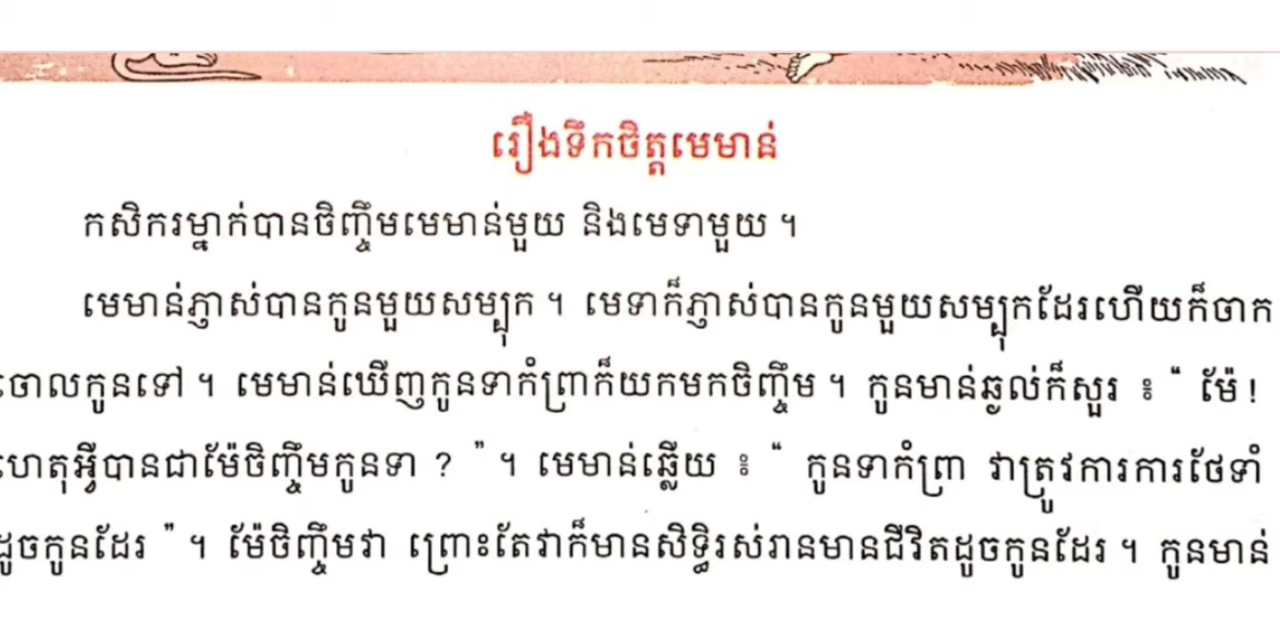 រឿងទឹកចិត្តមេមាន់
កសិករម្នាក់បានចិញ្ចឹមមេមាន់មួយ និងមេទាមួយ ។
មេមាន់ភ្ញាស់បានកូនមួយសម្បុក ។ មេទាក៏ភ្ញាស់បានកូនមួយសម្បុកដែរហើយក៏ចាក
ចោលកូនទៅ ។ មេមាន់ឃើញកូនទាកំព្រាក៏យកមកចិញ្ចឹម ។ កូនមាន់ឆ្ងល់ក៏សួរ ៖ “ ម៉ែ !
ហេតុអ្វីបានជាម៉ែចិញ្ចឹមកូនទា ? ” ។ មេមាន់ឆ្លើយ ៖ “ កូនទាកំព្រា វាត្រូវការការថែទាំ
ដូចកូនដែរ ” ។ ម៉ែចិញ្ចឹមវា ព្រោះតែវាក៏មានសិទ្ធិរស់រានមានជីវិតដូចកូនដែរ ។ កូនមាន់